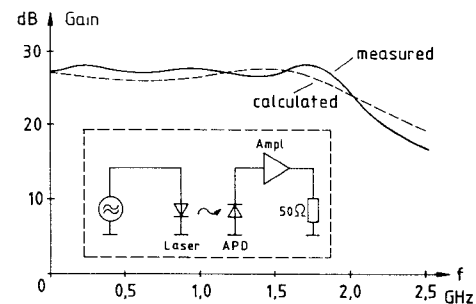 dB Gain
30
measured
20
calculated
Ampl
10
50Ω
Laser APD
0 0,5 1,0 1,5 2,0 2,5
f
GHz